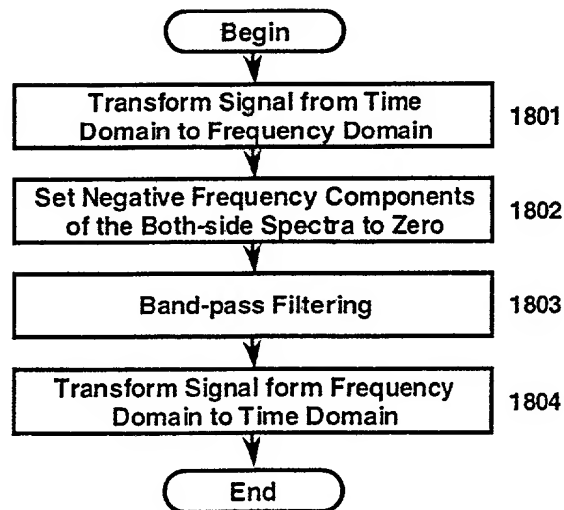 Begin
Transform Signal from Time
Domain to Frequency Domain
1801
Set Negative Frequency Components
of the Both-side Spectra to Zero
1802
Band-pass Filtering
1803
Transform Signal form Frequency
Domain to Time Domain
1804
End